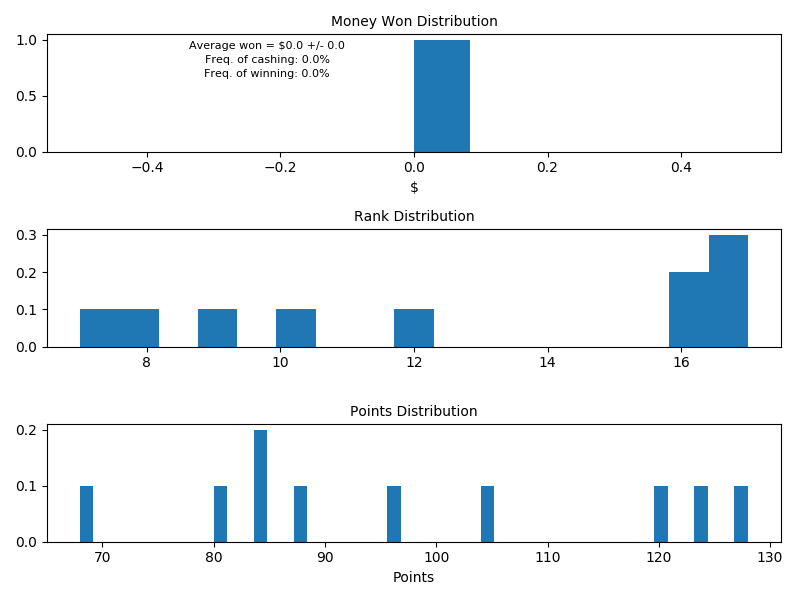 Money Won Distribution
1.0
Average won = $0.0 +/- 0.0
Freq. of cashing: 0.0%
Freq. of winning: 0.0%
0.5
0.0
−0.4 −0.2 0.0 0.2 0.4
$
Rank Distribution
0.3
0.2
0.1
0.0
8 10 12 14 16
Points Distribution
0.2
0.1
0.0
70 80 90 100 110 120 130
Points